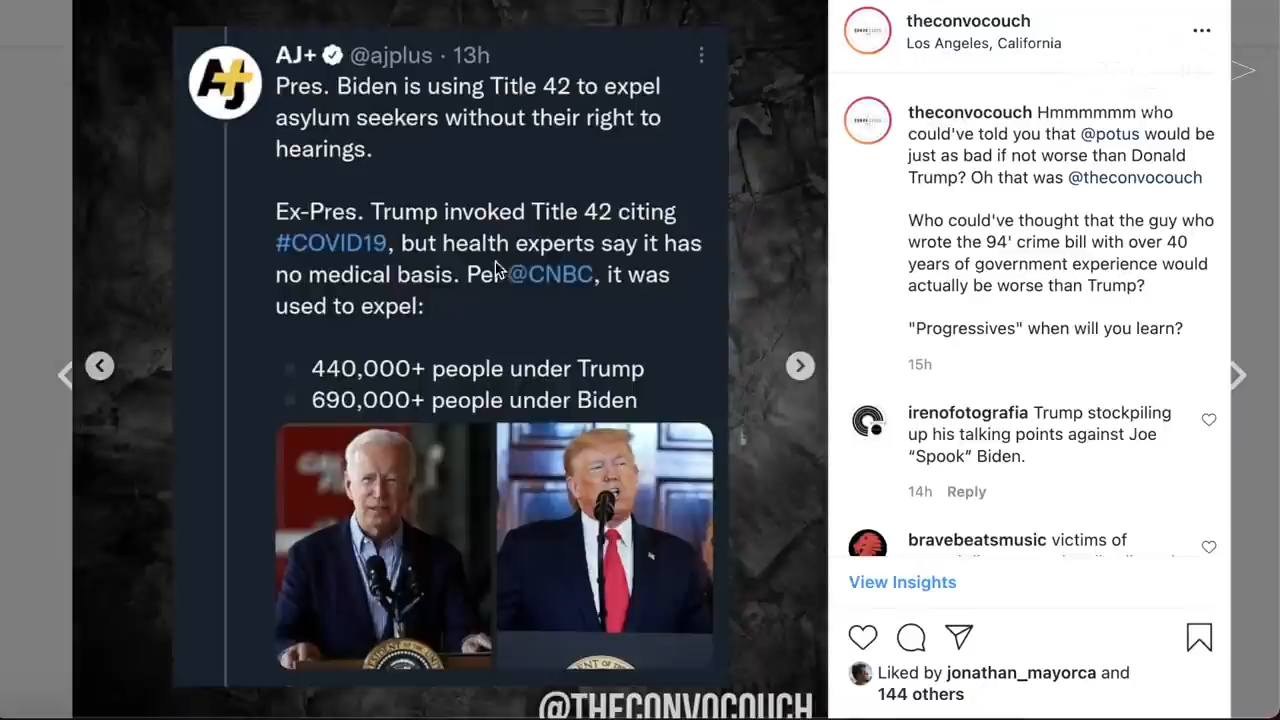 AJ+ @ajplus · 13h
Pres. Biden is using Title 42 to expel
asylum seekers without their right to
hearings.
Ex-Pres. Trump invoked Title 42 citing
#COVID19, but health experts say it has
no medical basis. Per @CNBC, it was
used to expel:
440,000+ people under Trump
690,000+ people under Biden
@THECONVOCOUCH
theconvocouch
Los Angeles, California
theconvocouch Hmmmmmm who
could've told you that @potus would be
just as bad if not worse than Donald
Trump? Oh that was @theconvocouch
Who could've thought that the guy who
wrote the 94' crime bill with over 40
years of government experience would
actually be worse than Trump?
"Progressives" when will you learn?
15h
irenofotografia Trump stockpiling
up his talking points against Joe
“Spook” Biden.
14h Reply
bravebeatsmusic victims of
View Insights
Liked by jonathan_mayorca and
144 others